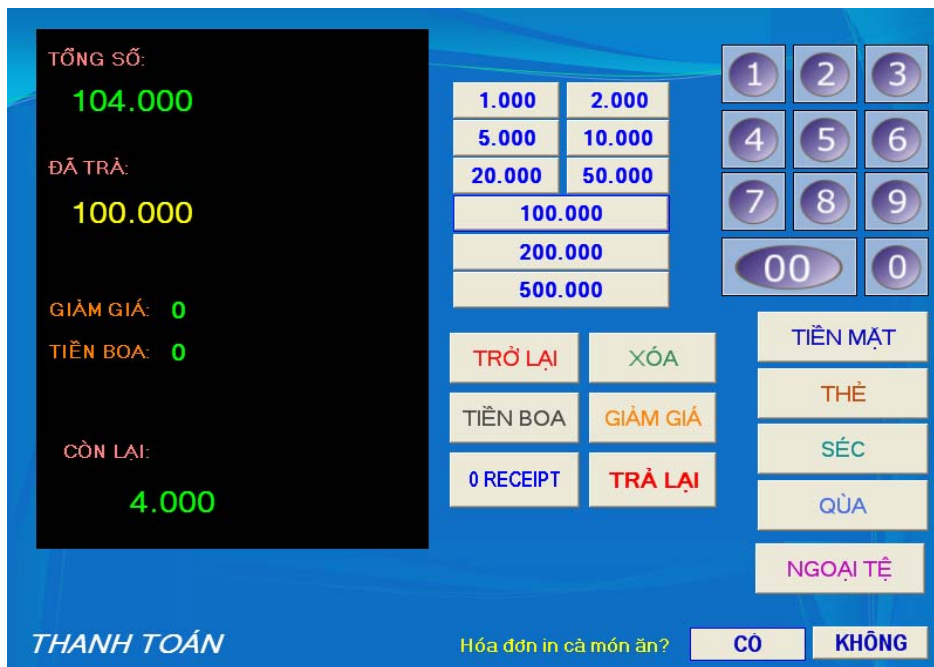 TỔNG SỐ:
104.000
ĐÃ TRẢ:
100.000
GIẢM GIÁ: 0
TIỀN BOA: 0
CÒN LẠI:
4.000
1.000 2.000
5.000 10.000
20.000 50.000
100.000
200.000
500.000
1 2 3
4 5 6
7 8 9
00 0
TRỞ LẠI XÓA
TIỀN BOA GIẢM GIÁ
0 RECEIPT TRẢ LẠI
TIỀN MẶT
THẺ
SÉC
QÙA
NGOẠI TỆ
THANH TOÁN
Hóa đơn in cả món ăn? CÓ KHÔNG